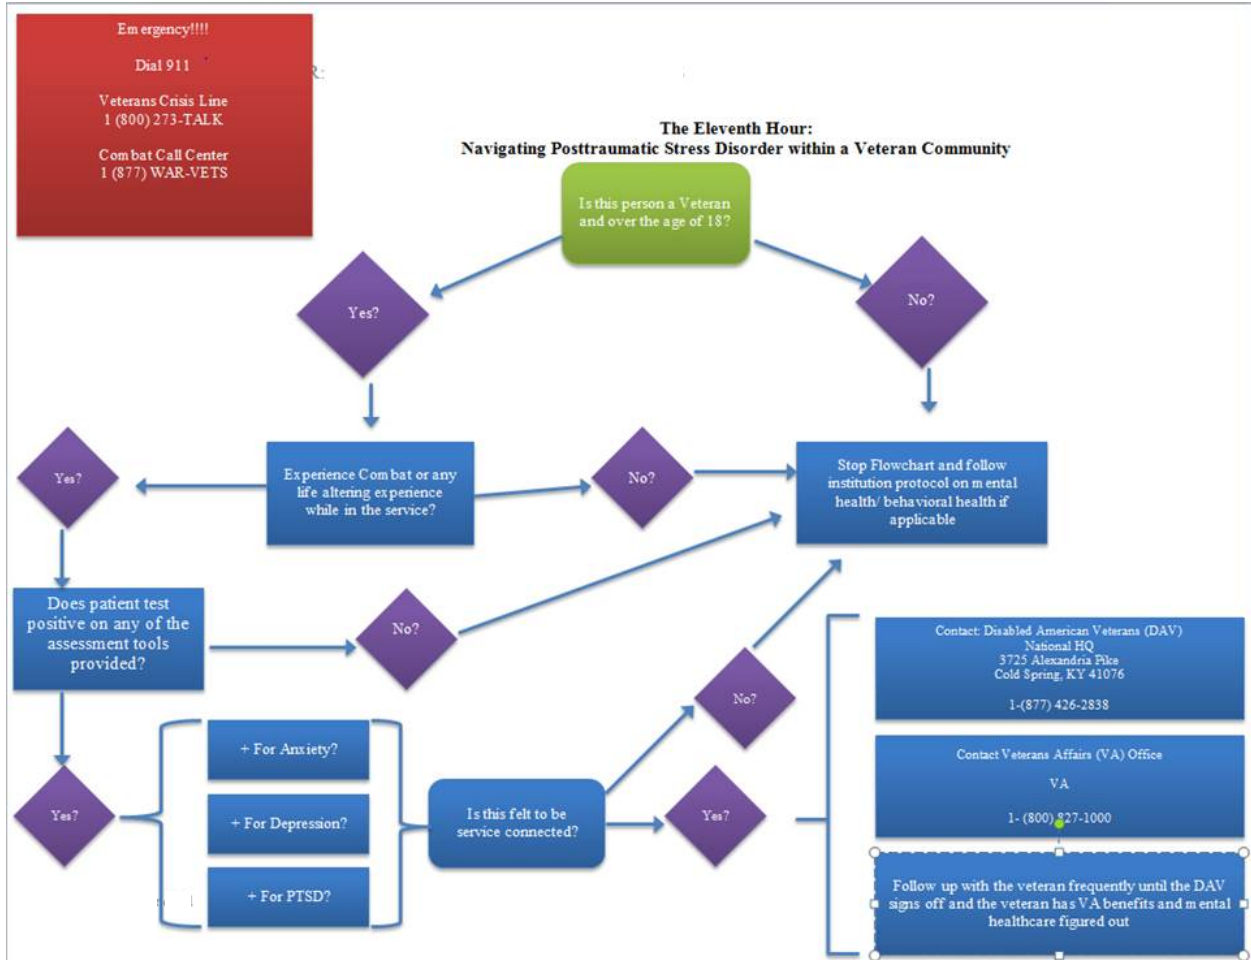 Emergency!!!!
Dial 911
Veterans Crisis Line
1 (800) 273-TALK
Combat Call Center
1 (877) WAR-VETS
R:
The Eleventh Hour:
Navigating Posttraumatic Stress Disorder within a Veteran Community
Is this person a Veteran
and over the age of 18?
Yes?
No?
Yes?
Experience Combat or any
life altering experience
while in the service?
No?
Stop Flowchart and follow
institution protocol on mental
health/ behavioral health if
applicable
Does patient test
positive on any of the
assessment tools
provided?
No?
Contact: Disabled American Veterans (DAV)
National HQ
3725 Alexandria Pike
Cold Spring, KY 41076
1-(877) 426-2838
No?
+ For Anxiety?
Contact Veterans Affairs (VA) Office
VA
1- (800) 827-1000
Yes?
+ For Depression?
Is this felt to be
service connected?
Yes?
+ For PTSD?
Follow up with the veteran frequently until the DAV
signs off and the veteran has VA benefits and mental
healthcare figured out